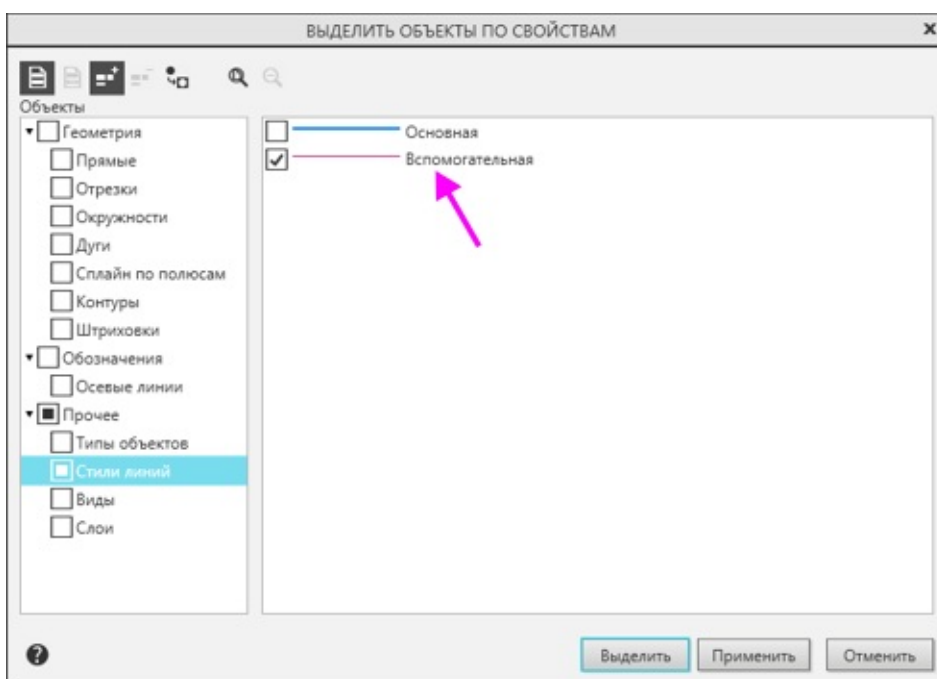 ВЫДЕЛИТЬ ОБЪЕКТЫ ПО СВОЙСТВАМ
Объекты
Геометрия
Прямые
Отрезки
Окружности
Дуги
Сплайн по полюсам
Контуры
Штриховки
Обозначения
Осевые линии
Прочее
Типы объектов
Стили линий
Виды
Слои
Основная
Вспомогательная
Выделить
Применить
Отменить